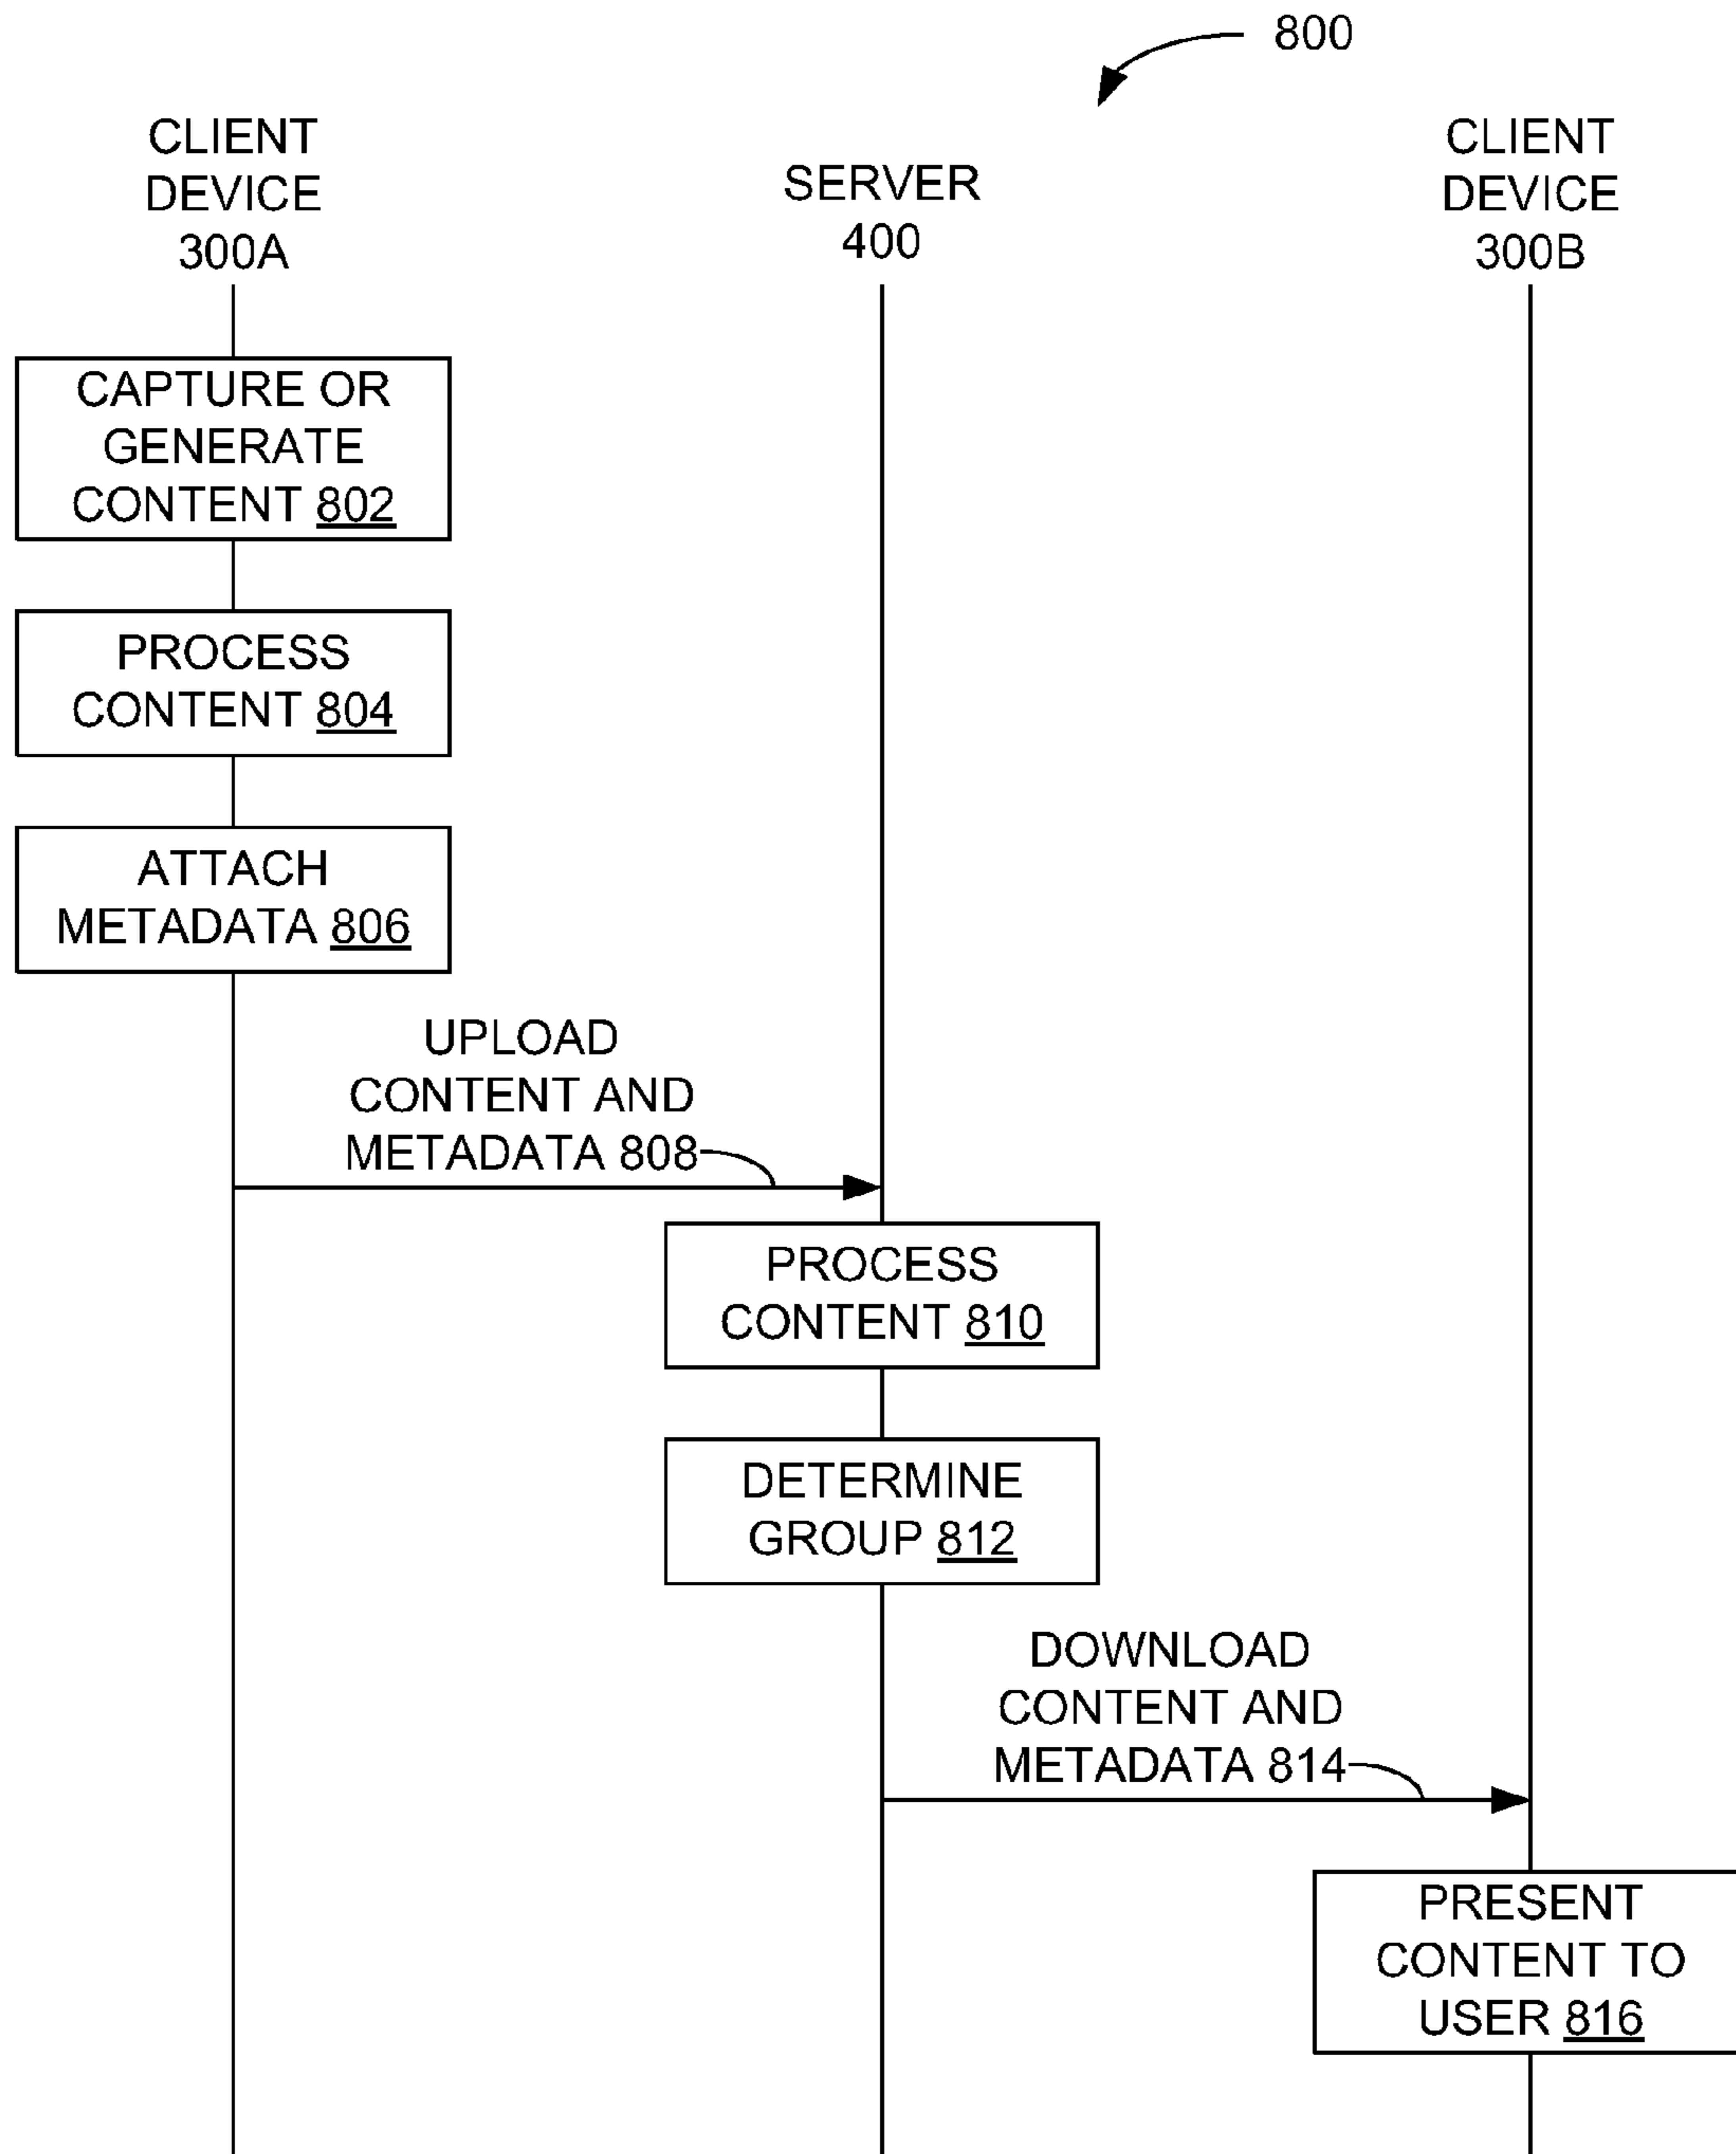 800
CLIENT
DEVICE
300A
SERVER
400
CLIENT
DEVICE
300B
CAPTURE OR
GENERATE
CONTENT 802
PROCESS
CONTENT 804
ATTACH
METADATA 806
UPLOAD
CONTENT AND
METADATA 808
PROCESS
CONTENT 810
DETERMINE
GROUP 812
DOWNLOAD
CONTENT AND
METADATA 814
PRESENT
CONTENT TO
USER 816